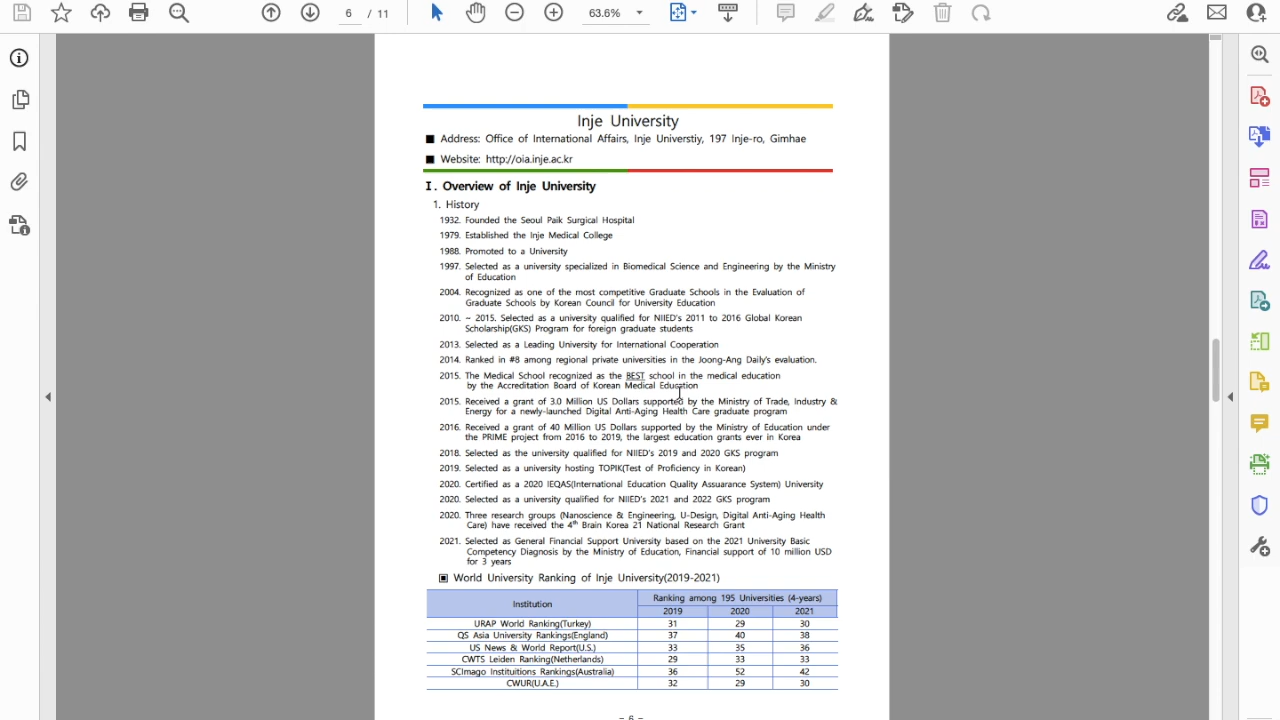 6 / 11
63.6%
Inje University
■ Address: Office of International Affairs, Inje Universtiy, 197 Inje-ro, Gimhae
■ Website: http://oia.inje.ac.kr
Ⅰ. Overview of Inje University
1. History
1932. Founded the Seoul Paik Surgical Hospital
1979. Established the Inje Medical College
1988. Promoted to a University
1997. Selected as a university specialized in Biomedical Science and Engineering by the Ministry
of Education
2004. Recognized as one of the most competitive Graduate Schools in the Evaluation of
Graduate Schools by Korean Council for University Education
2010. ~ 2015. Selected as a university qualified for NIIED's 2011 to 2016 Global Korean
Scholarship(GKS) Program for foreign graduate students
2013. Selected as a Leading University for International Cooperation
2014. Ranked in #8 among regional private universities in the Joong-Ang Daily's evaluation.
2015. The Medical School recognized as the BEST school in the medical education
by the Accreditation Board of Korean Medical Education
2015. Received a grant of 3.0 Million US Dollars supported by the Ministry of Trade, Industry &
Energy for a newly-launched Digital Anti-Aging Health Care graduate program
2016. Received a grant of 40 Million US Dollars supported by the Ministry of Education under
the PRIME project from 2016 to 2019, the largest education grants ever in Korea
2018. Selected as the university qualified for NIIED's 2019 and 2020 GKS program
2019. Selected as a university hosting TOPIK(Test of Proficiency in Korean)
2020. Certified as a 2020 IEQAS(International Education Quality Assuarance System) University
2020. Selected as a university qualified for NIIED's 2021 and 2022 GKS program
2020. Three research groups (Nanoscience & Engineering, U-Design, Digital Anti-Aging Health
Care) have received the 4th Brain Korea 21 National Research Grant
2021. Selected as General Financial Support University based on the 2021 University Basic
Competency Diagnosis by the Ministry of Education, Financial support of 10 million USD
for 3 years
▣ World University Ranking of Inje University(2019-2021)
Institution Ranking among 195 Universities (4-years)
2019 2020 2021
URAP World Ranking(Turkey) 31 29 30
QS Asia University Rankings(England) 37 40 38
US News & World Report(U.S.) 33 35 36
CWTS Leiden Ranking(Netherlands) 29 33 33
SCImago Instituitions Rankings(Australia) 36 52 42
CWUR(U.A.E.) 32 29 30
- 6 -